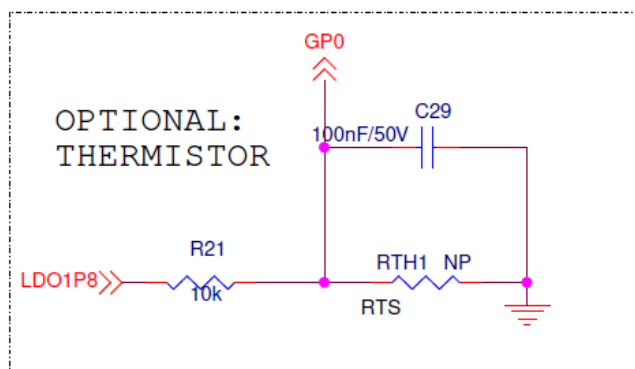 GP0
C29
OPTIONAL:
100nF/50V
THERMISTOR
R21
RTH1 NP
LDO1P8
10k
RTS